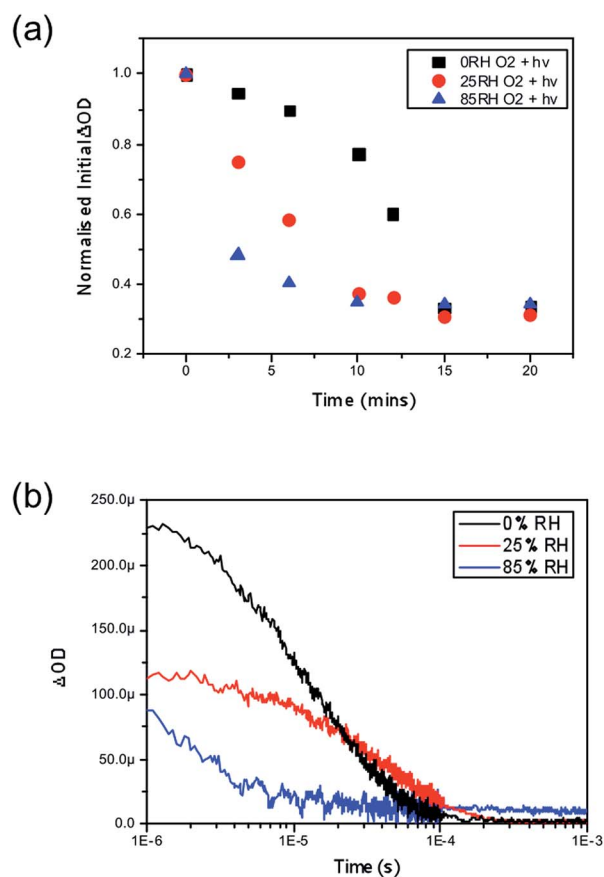 (a)
0RH O2 + hv
25RH O2 + hv
85RH O2 + hv
Normalised Initial ΔOD
1.0
0.8
0.6
0.4
0.2
0 5 10 15 20
Time (mins)
(b)
250.0µ
200.0µ
150.0µ
100.0µ
50.0µ
0.0
0% RH
25% RH
85% RH
ΔOD
1E-6 1E-5 1E-4 1E-3
Time (s)